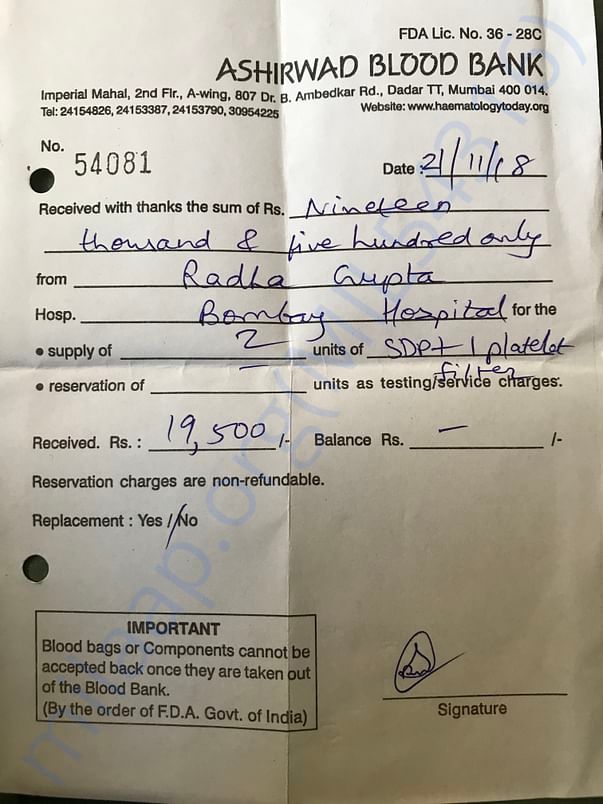 FDA Lic. No. 36 - 28C
ASHIRWAD BLOOD BANK
Imperial Mahal, 2nd Flr., A-wing, 807 Dr. B. Ambedkar Rd., Dadar TT, Mumbai 400 014.
Tel: 24154826, 24153387, 24153790, 30954225 Website: www.haematologytoday.org
No. 54081 Date : 21/11/18
Received with thanks the sum of Rs. Nineteen
thousand & five hundred only
from Radha Gupta
Hosp. Bombay Hospital for the
• supply of 2 units of SDP + 1 platelet
filter
• reservation of units as testing/service charges.
Received. Rs. : 19,500 /- Balance Rs. — /-
Reservation charges are non-refundable.
Replacement : Yes / No
IMPORTANT
Blood bags or Components cannot be
accepted back once they are taken out
of the Blood Bank.
(By the order of F.D.A. Govt. of India)
Signature